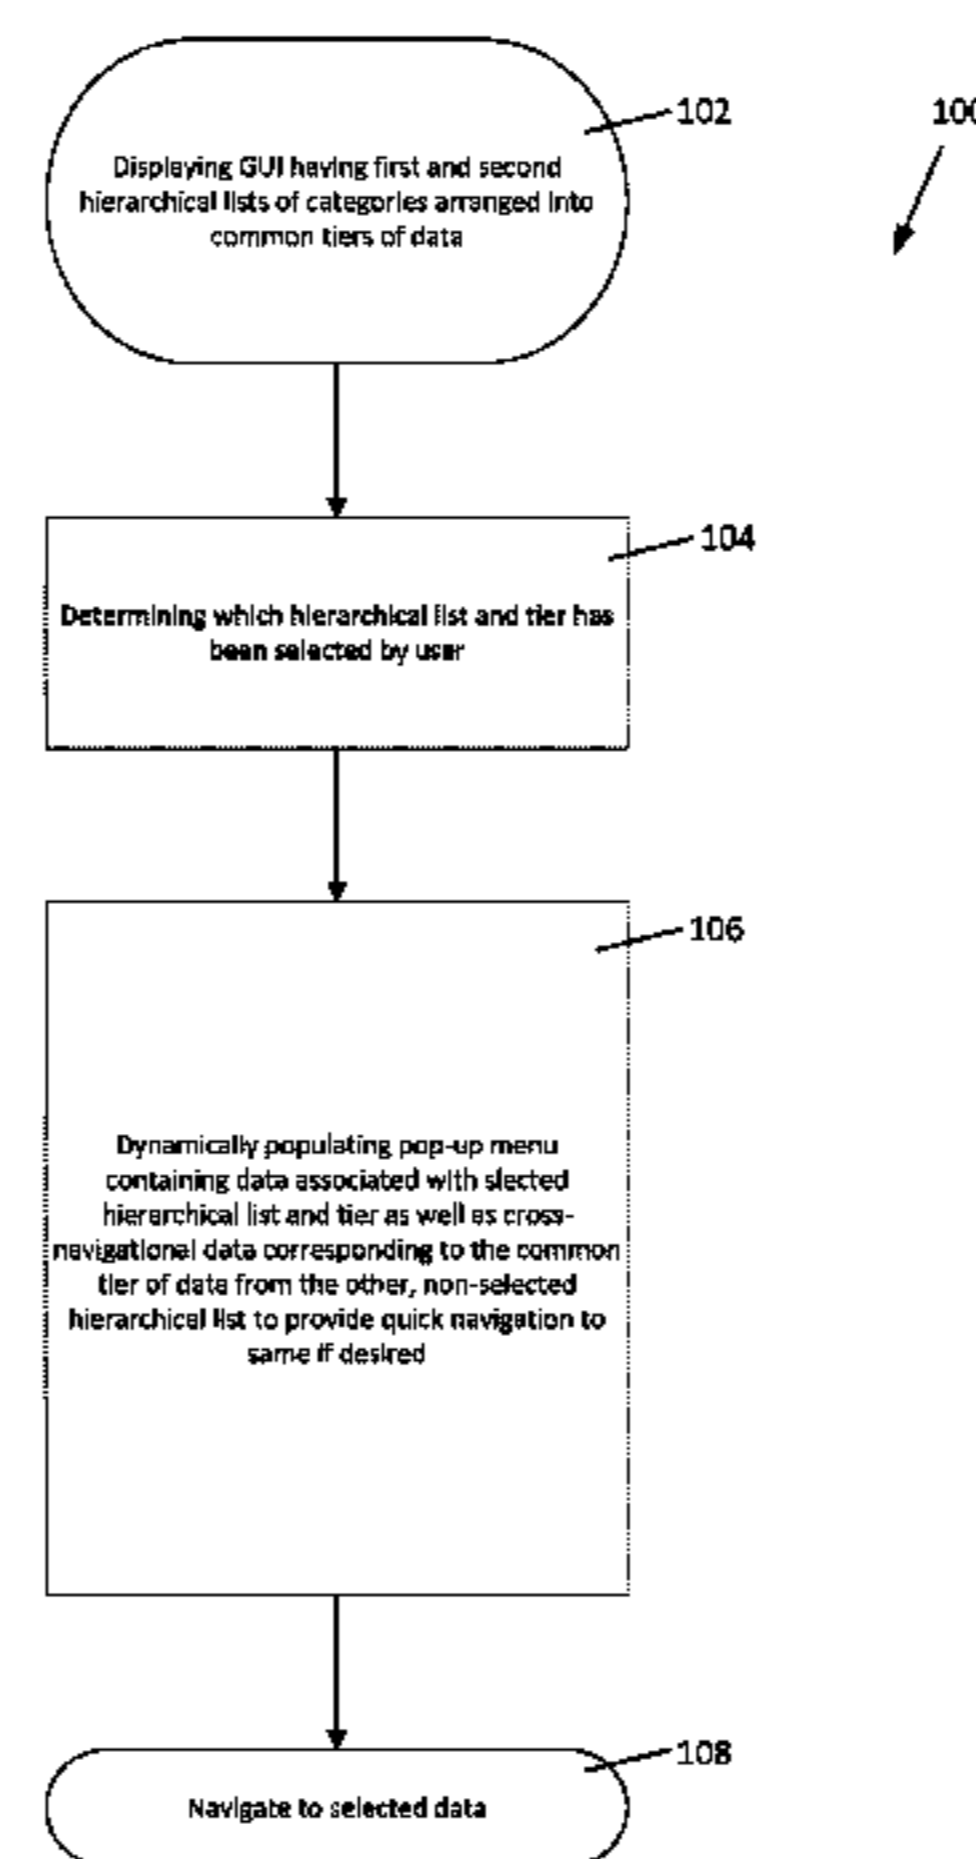 102
100
Displaying GUI having first and second
hierarchical lists of categories arranged into
common tiers of data
104
Determining which hierarchical list and tier has
been selected by user
106
Dynamically populating pop-up menu
containing data associated with slected
hierarchical list and tier as well as cross-
navigational data corresponding to the common
tier of data from the other, non-selected
hierarchical list to provide quick navigation to
same if desired
108
Navigate to selected data